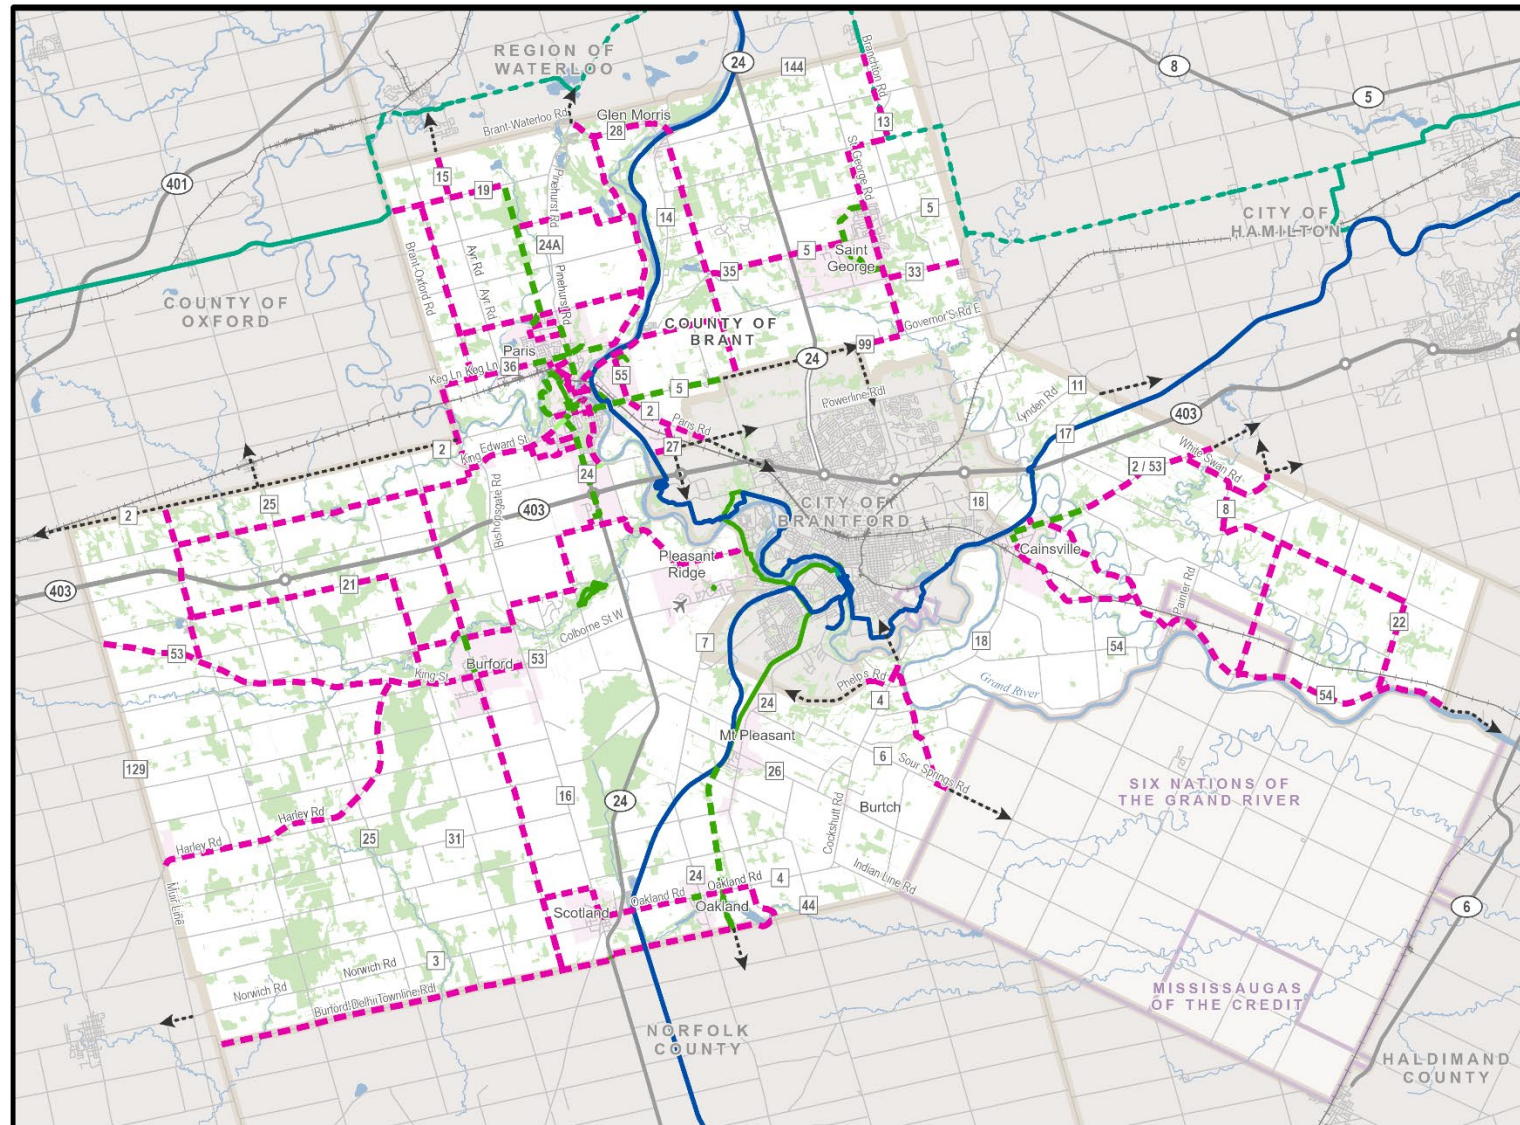 REGION OF
WATERLOO
24
144
8
5
Branchton Rd
Brant-Waterloo Rd
28
Glen Morris
13
St. George Rd
401
15
19
Pinehurst Rd
14
5
CITY OF
HAMILTON
24A
Ayr Rd
Ayr Rd
Brant-Oxford Rd
Pinehurst Rd
5
Saint
George
35
33
COUNTY OF
OXFORD
COUNTY OF
BRANT
Governor'S Rd E
99
24
Paris
Keg Ln
Keg Ln
36
55
5
11
Lynden Rd
Powerline Rdl
403
2
Paris Rd
17
2
King Edward St
27
White Swan Rd
2 / 53
24
25
Bishopsgate Rd
2
403
CITY OF
BRANTFORD
18
8
Cainsville
Pleasant
Ridge
403
21
Painter Rd
Colborne St W
22
7
18
54
53
53
Burford
King St
Phelp's Rd
4
Grand River
54
24
Mt Pleasant
26
6
Sour Springs Rd
129
SIX NATIONS OF
THE GRAND RIVER
16
24
Burtch
Cockshutt Rd
Harley Rd
Harley Rd
25
31
Indian Line Rd
24
Oakland Rd
4
Oakland Rd
Muir Line
Scotland
Oakland
44
6
3
Norwich Rd
Norwich Rd
MISSISSAUGAS
OF THE CREDIT
Burford-Delhi Townline Rdl
NORFOLK
COUNTY
HALDIMAND
COUNTY